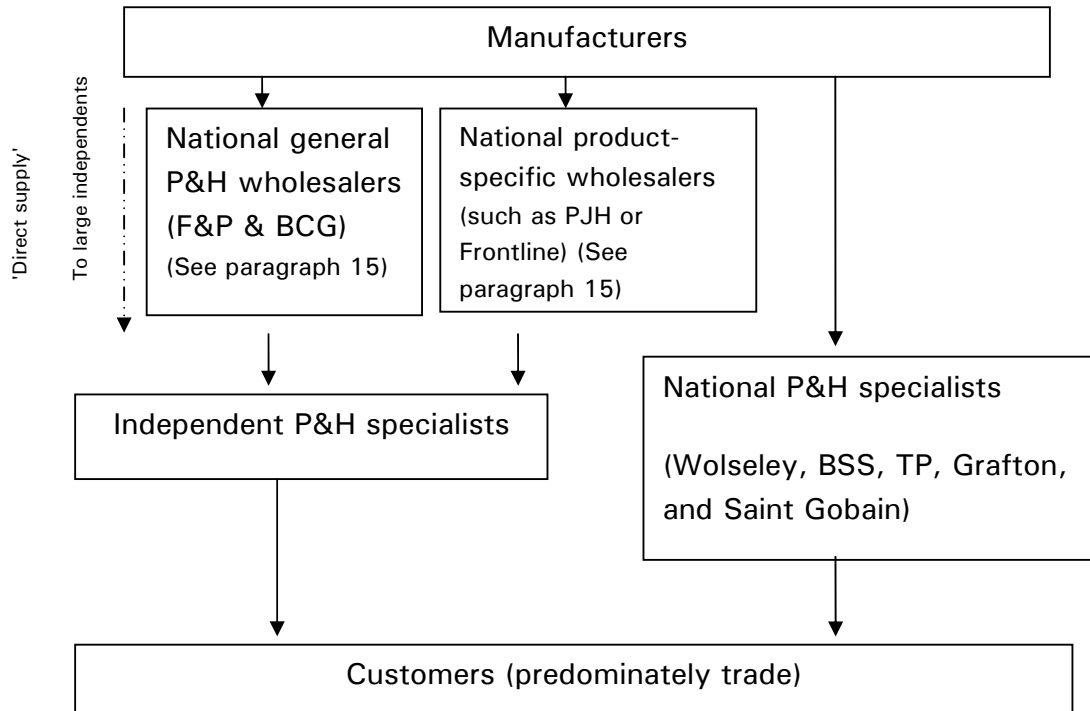 Manufacturers
'Direct supply'
To large independents
National general
P&H wholesalers
(F&P & BCG)
(See paragraph 15)
National product-
specific wholesalers
(such as PJH or
Frontline) (See
paragraph 15)
Independent P&H specialists
National P&H specialists
(Wolseley, BSS, TP, Grafton,
and Saint Gobain)
Customers (predominately trade)